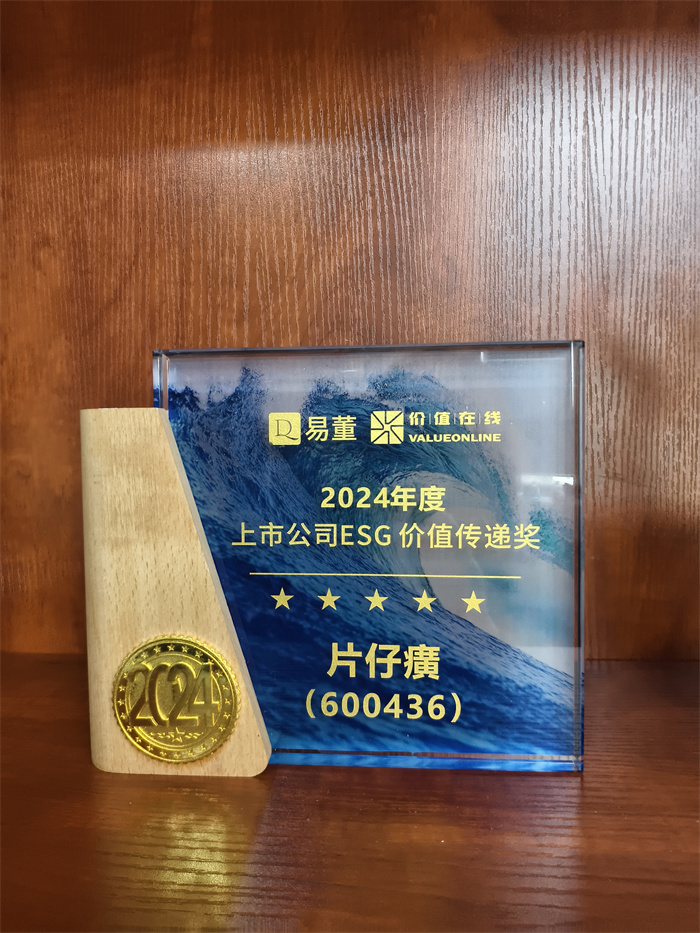 易董 价值在线
VALUEONLINE
2024年度
上市公司ESG 价值传递奖
片仔癀
(600436)
2024